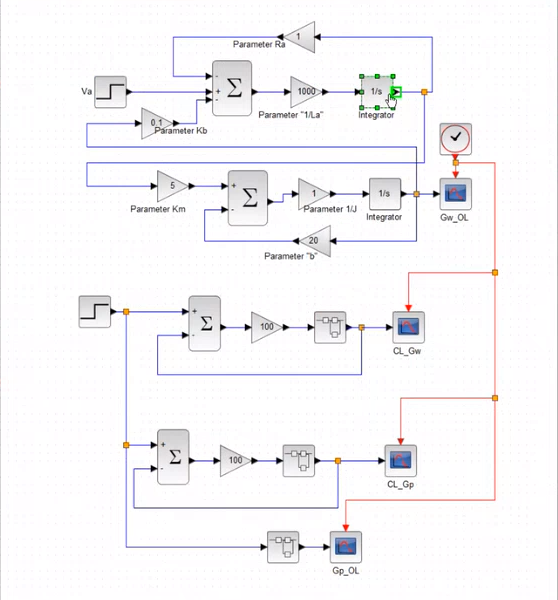 1
Parameter Ra
Va
-
+
-
Σ
1000
1/s
Parameter "1/La"
Integrator
0.1
Parameter Kb
5
Parameter Km
+
-
Σ
1
Parameter 1/J
1/s
Integrator
Gw_OL
20
Parameter "b"
+
-
Σ
100
CL_Gw
+
-
Σ
100
CL_Gp
Gp_OL